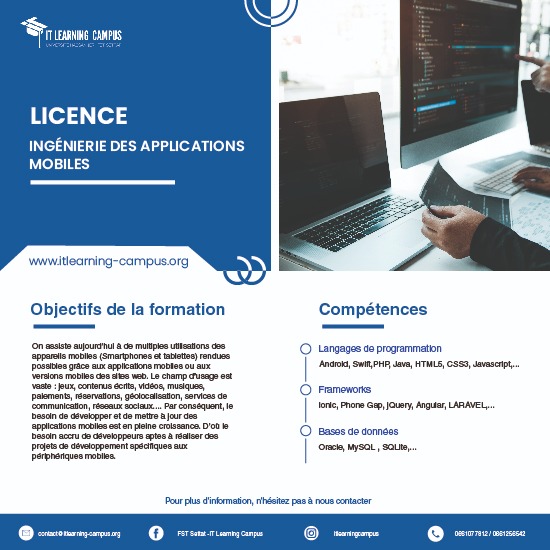 IT LEARNING CAMPUS
LICENCE
INGÉNIERIE DES APPLICATIONS
MOBILES
www.itlearning-campus.org
Objectifs de la formation
On assiste aujourd'hui à de multiples utilisations des
appareils mobiles (Smartphones et tablettes) rendues
possibles grâce aux applications mobiles ou aux
versions mobiles des sites web. Le champ d'usage est
vaste : jeux, contenus écrits, vidéos, musiques,
paiements, réservations, géolocalisation, services de
communication, réseaux sociaux.... Par conséquent, le
besoin de développer et de mettre à jour des
applications mobiles est en pleine croissance. D'où le
besoin accru de développeurs aptes à réaliser des
projets de développement spécifiques aux
périphériques mobiles.
Compétences
Langages de programmation
Android, Swift,PHP, Java, HTML5, CSS3, Javascript,...
Frameworks
Ionic, Phone Gap, jQuery, Angular, LARAVEL,...
Bases de données
Oracle, MySQL , SQLite,...
Pour plus d'information, n'hésitez pas à nous contacter
contact@itlearning-campus.org
FST Settat -IT Learning Campus
itlearningcampus
0661077812 / 0661256542